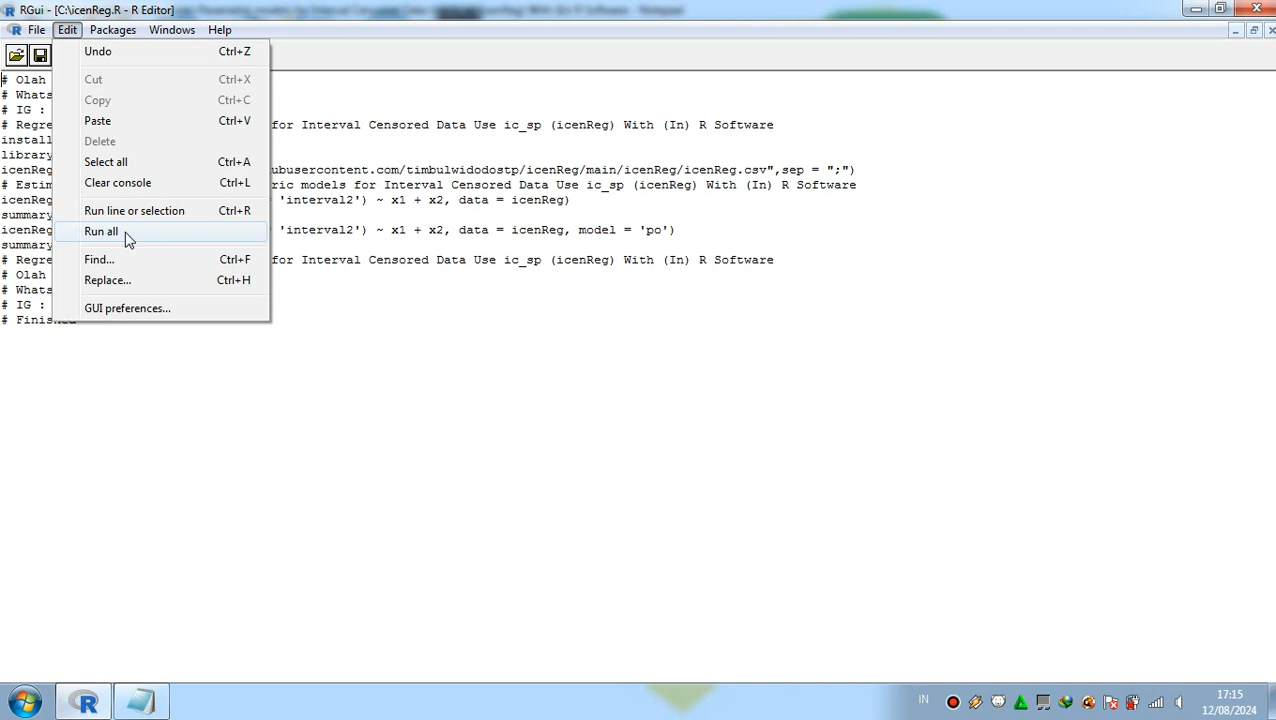 RGui - [C:\icenReg.R - R Editor]
File Edit Packages Windows Help
Undo Ctrl+Z
Cut Ctrl+X
Copy Ctrl+C
Paste Ctrl+V
Delete
Select all Ctrl+A
Clear console Ctrl+L
Run line or selection Ctrl+R
Run all
Find... Ctrl+F
Replace... Ctrl+H
GUI preferences...
# Olah
# Whats
# IG :
# Regre for Interval Censored Data Use ic_sp (icenReg) With (In) R Software
install
library
icenReg ubusercontent.com/timbulwidodostp/icenReg/main/icenReg/icenReg.csv",sep = ";")
# Estim ric models for Interval Censored Data Use ic_sp (icenReg) With (In) R Software
icenReg = 'interval2') ~ x1 + x2, data = icenReg)
summary
icenReg = 'interval2') ~ x1 + x2, data = icenReg, model = 'po')
summary
# Regre for Interval Censored Data Use ic_sp (icenReg) With (In) R Software
# Olah
# Whats
# IG :
# Finished
IN
17:15
12/08/2024